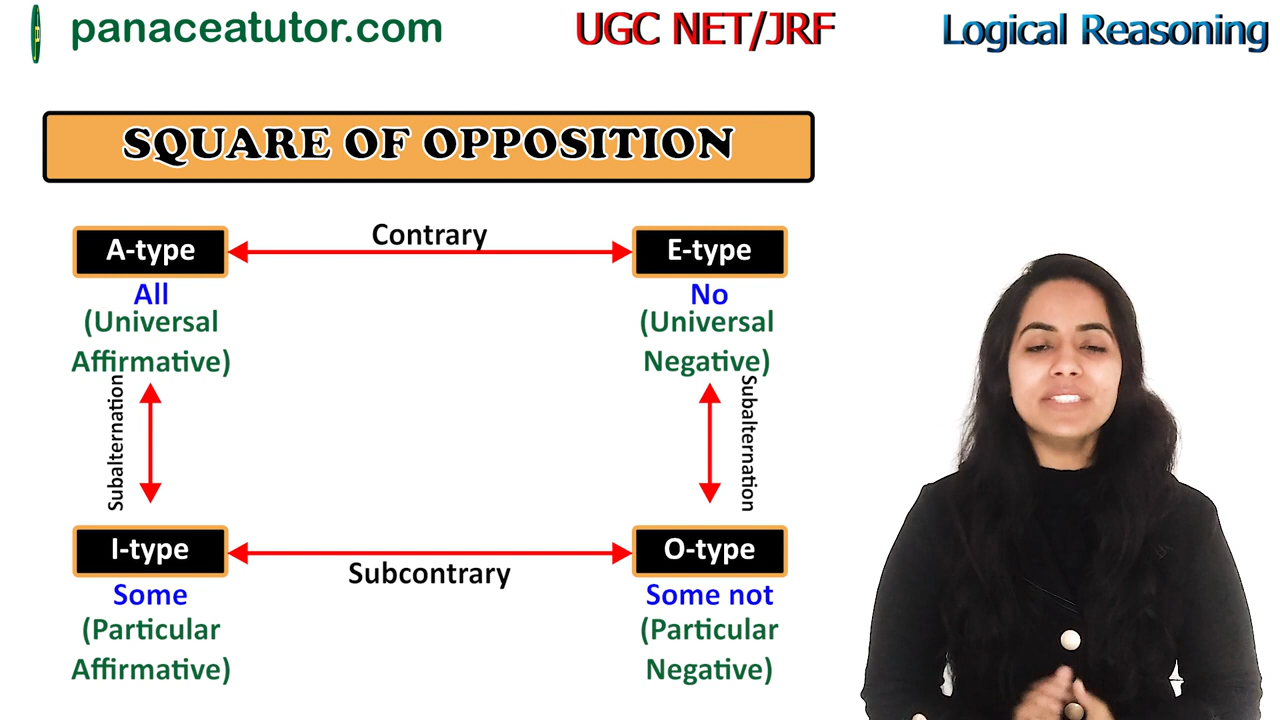 panaceatutor.com
UGC NET/JRF
Logical Reasoning
SQUARE OF OPPOSITION
A-type
Contrary
E-type
All
(Universal
Affirmative)
No
(Universal
Negative)
Subalternation
Subalternation
I-type
Subcontrary
O-type
Some
(Particular
Affirmative)
Some not
(Particular
Negative)